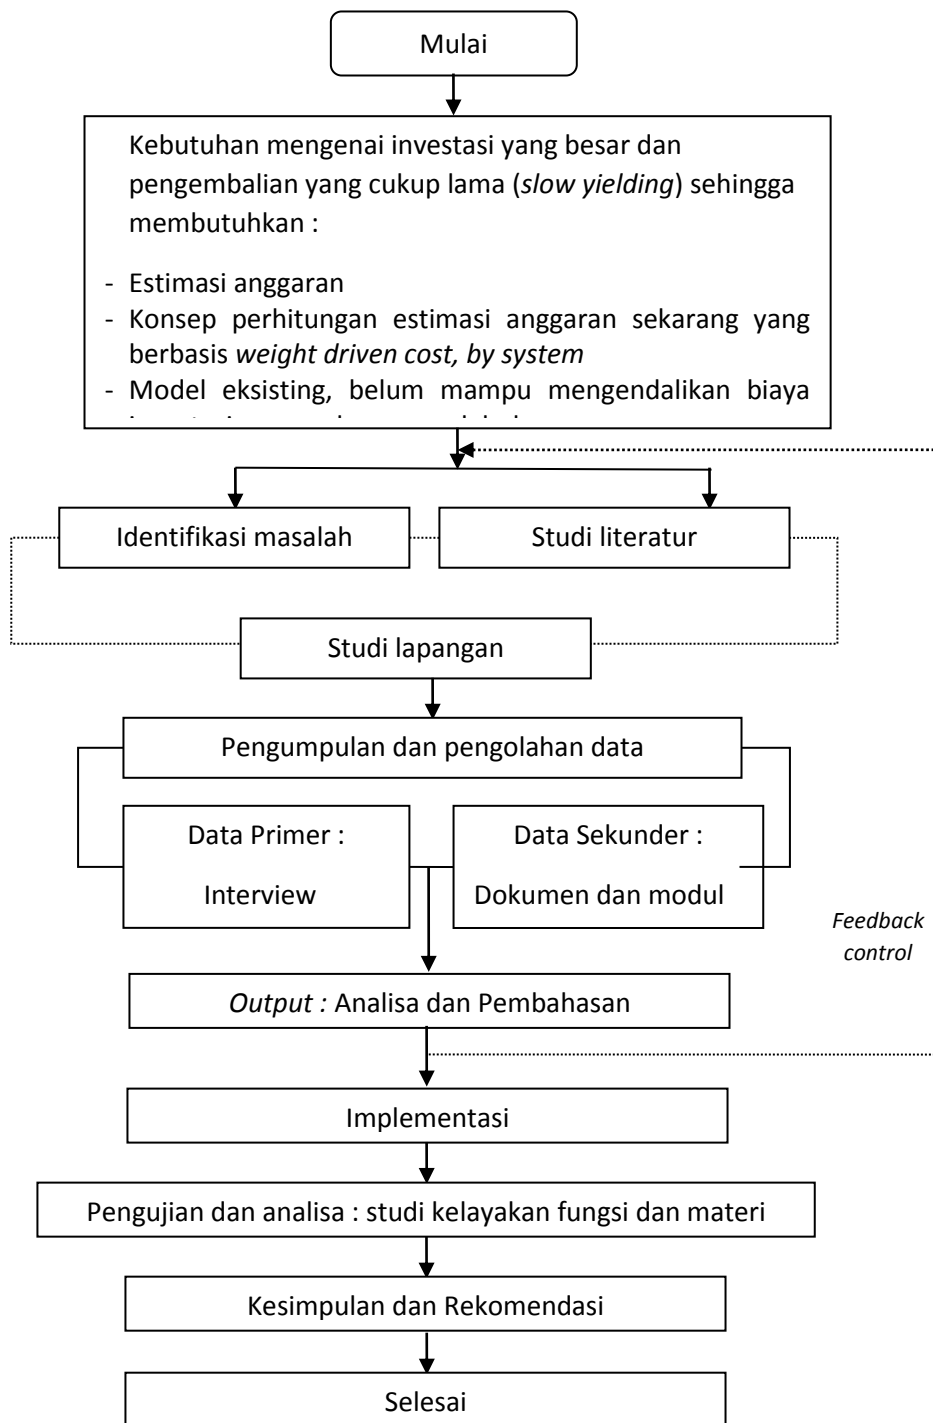 Mulai
Kebutuhan mengenai investasi yang besar dan
pengembalian yang cukup lama (slow yielding) sehingga
membutuhkan :
- Estimasi anggaran
- Konsep perhitungan estimasi anggaran sekarang yang
berbasis weight driven cost, by system
- Model eksisting, belum mampu mengendalikan biaya
Identifikasi masalah
Studi literatur
Studi lapangan
Pengumpulan dan pengolahan data
Data Primer :
Interview
Data Sekunder :
Dokumen dan modul
Feedback
control
Output : Analisa dan Pembahasan
Implementasi
Pengujian dan analisa : studi kelayakan fungsi dan materi
Kesimpulan dan Rekomendasi
Selesai